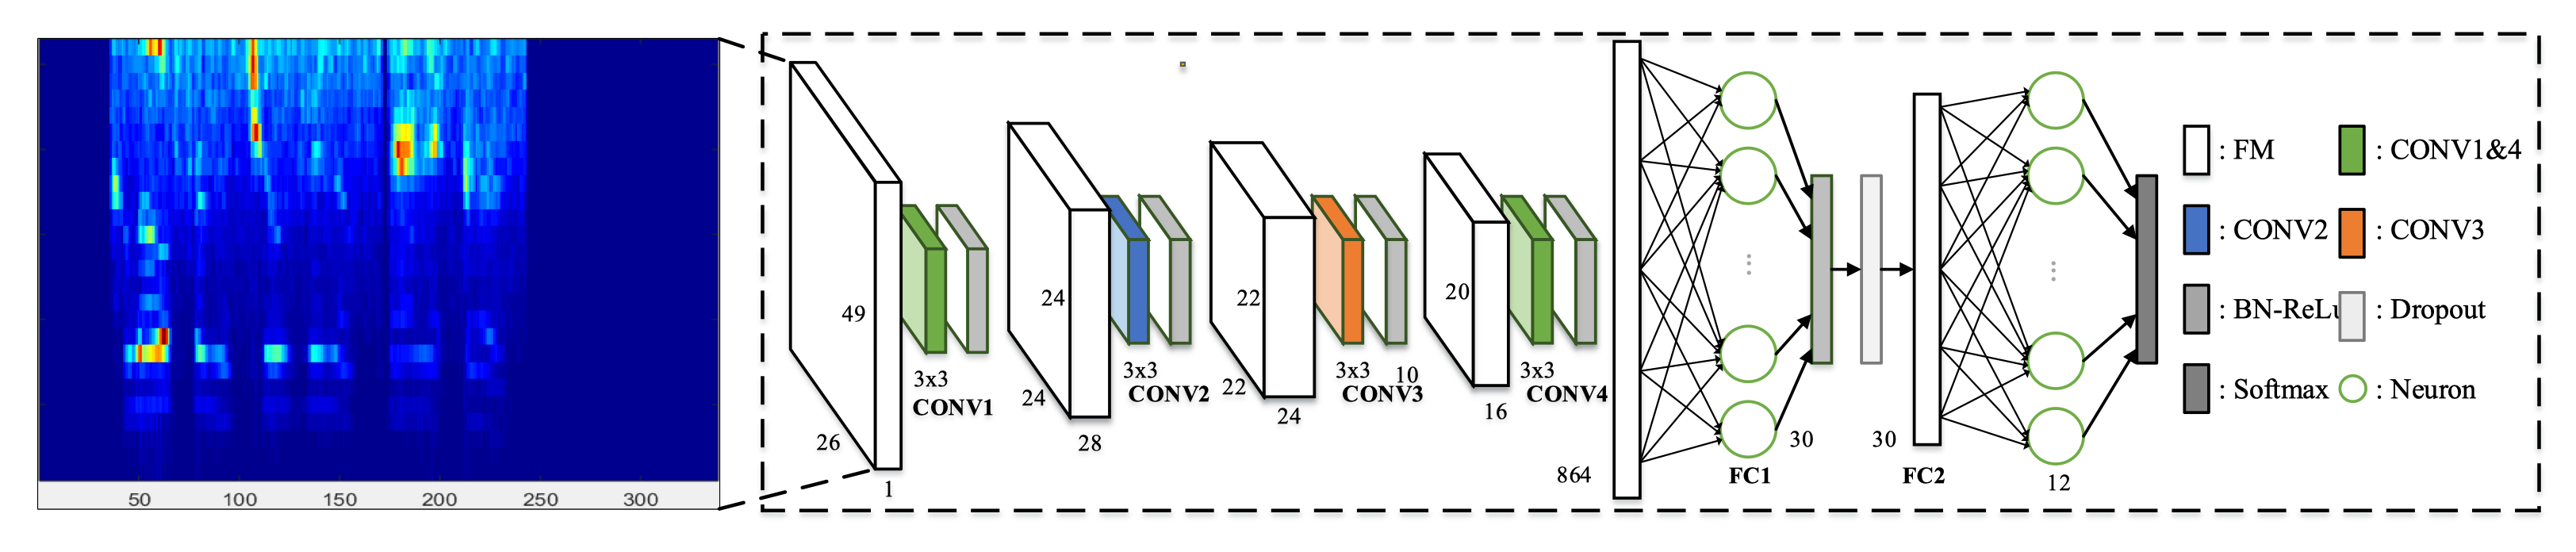 50 100 150 200 250 300
49
26
1
3x3
CONV1
24
24
28
3x3
CONV2
22
22
24
3x3
CONV3
10
20
16
3x3
CONV4
864
FC1
30
30
FC2
12
: FM
: CONV1&4
: CONV2
: CONV3
: BN-ReLu
: Dropout
: Softmax
: Neuron